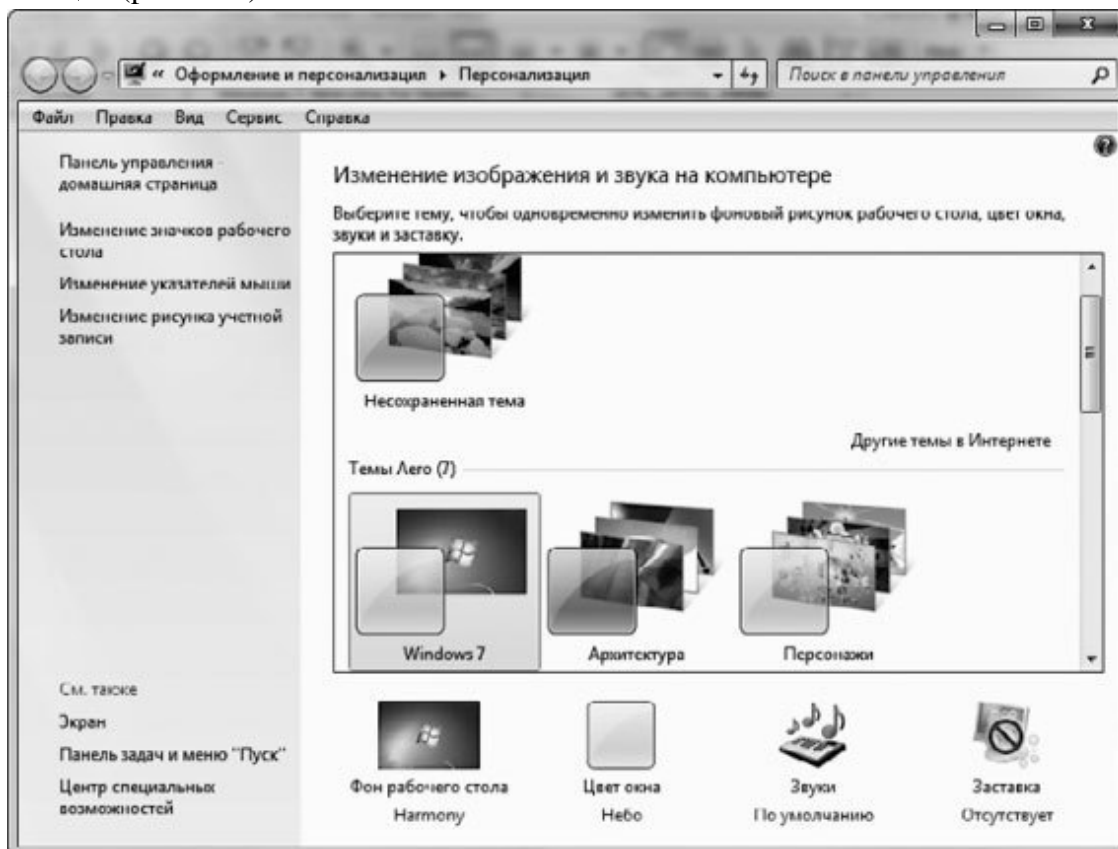 « Оформление и персонализация ▸ Персонализация
Поиск в панели управления
Файл Правка Вид Сервис Справка
Панель управления -
домашняя страница
Изменение значков рабочего
стола
Изменение указателей мыши
Изменение рисунка учетной
записи
См. также
Экран
Панель задач и меню "Пуск"
Центр специальных
возможностей
Изменение изображения и звука на компьютере
Выберите тему, чтобы одновременно изменить фоновый рисунок рабочего стола, цвет окна,
звуки и заставку.
Несохраненная тема
Другие темы в Интернете
Темы Aero (7)
Windows 7
Архитектура
Персонажи
Фон рабочего стола
Harmony
Цвет окна
Небо
Звуки
По умолчанию
Заставка
Отсутствует